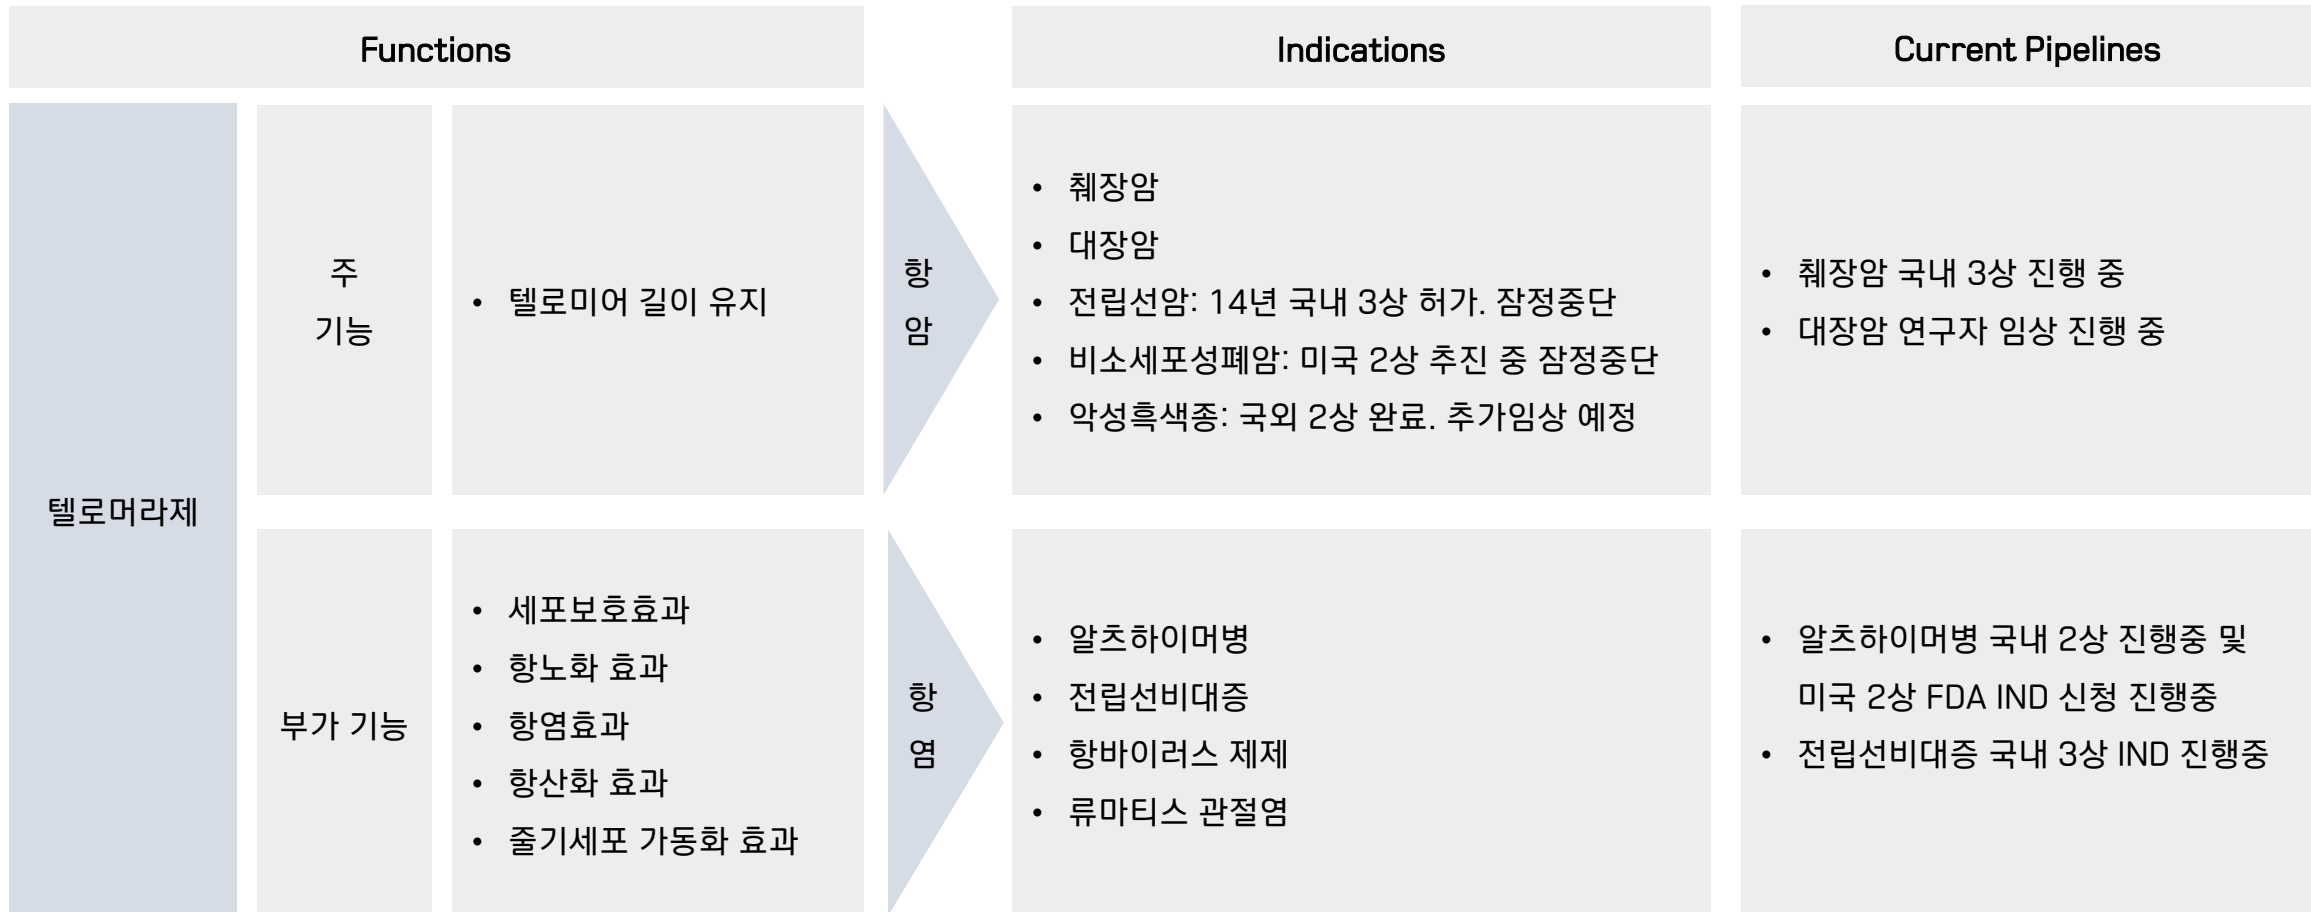 Functions
Indications
Current Pipelines
텔로머라제
주
기능
• 텔로미어 길이 유지
항
암
• 췌장암
• 대장암
• 전립선암: 14년 국내 3상 허가. 잠정중단
• 비소세포성폐암: 미국 2상 추진 중 잠정중단
• 악성흑색종: 국외 2상 완료. 추가임상 예정
• 췌장암 국내 3상 진행 중
• 대장암 연구자 임상 진행 중
부가 기능
• 세포보호효과
• 항노화 효과
• 항염효과
• 항산화 효과
• 줄기세포 가동화 효과
항
염
• 알츠하이머병
• 전립선비대증
• 항바이러스 제제
• 류마티스 관절염
• 알츠하이머병 국내 2상 진행중 및
미국 2상 FDA IND 신청 진행중
• 전립선비대증 국내 3상 IND 진행중